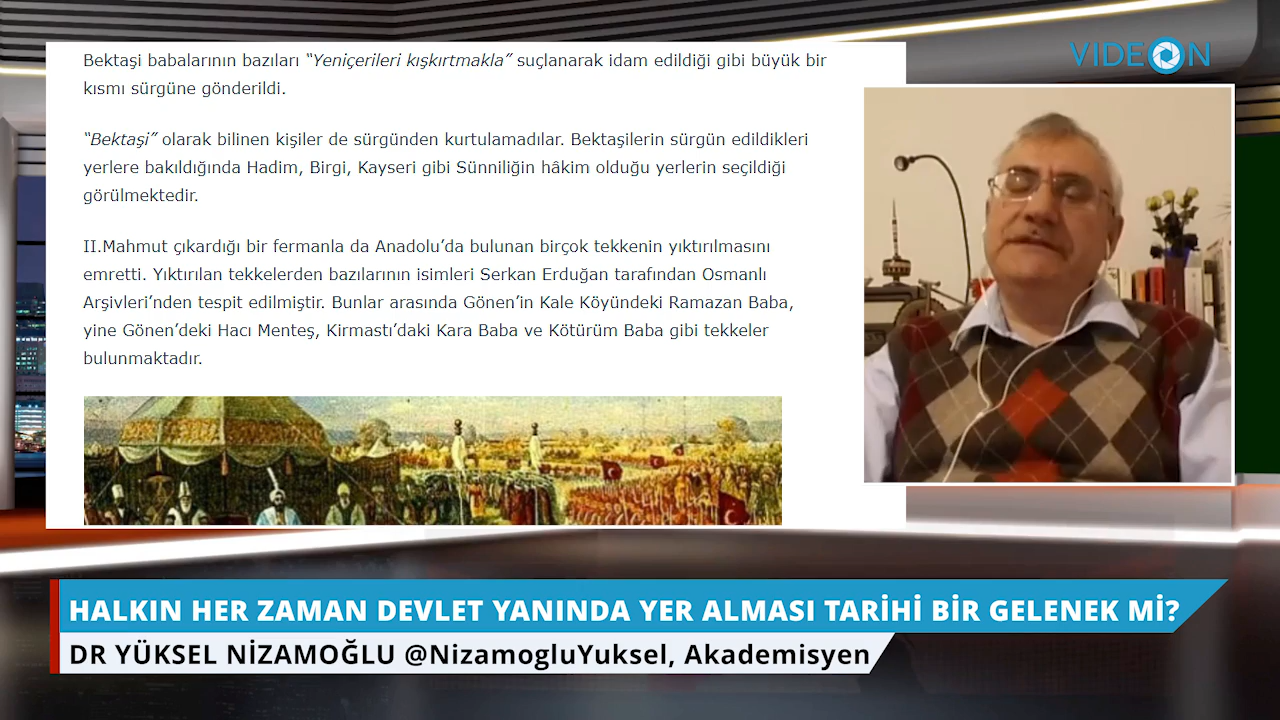 VIDEON
Bektaşi babalarının bazıları “Yeniçerileri kışkırtmakla” suçlanarak idam edildiği gibi büyük bir
kısmı sürgüne gönderildi.
“Bektaşi” olarak bilinen kişiler de sürgünden kurtulamadılar. Bektaşilerin sürgün edildikleri
yerlere bakıldığında Hadim, Birgi, Kayseri gibi Sünniliğin hâkim olduğu yerlerin seçildiği
görülmektedir.
II.Mahmut çıkardığı bir fermanla da Anadolu’da bulunan birçok tekkenin yıktırılmasını
emretti. Yıktırılan tekkelerden bazılarının isimleri Serkan Erduğan tarafından Osmanlı
Arşivleri’nden tespit edilmiştir. Bunlar arasında Gönen’in Kale Köyündeki Ramazan Baba,
yine Gönen’deki Hacı Menteş, Kirmastı’daki Kara Baba ve Kötürüm Baba gibi tekkeler
bulunmaktadır.
HALKIN HER ZAMAN DEVLET YANINDA YER ALMASI TARİHİ BİR GELENEK Mİ?
DR YÜKSEL NİZAMOĞLU @NizamogluYuksel, Akademisyen